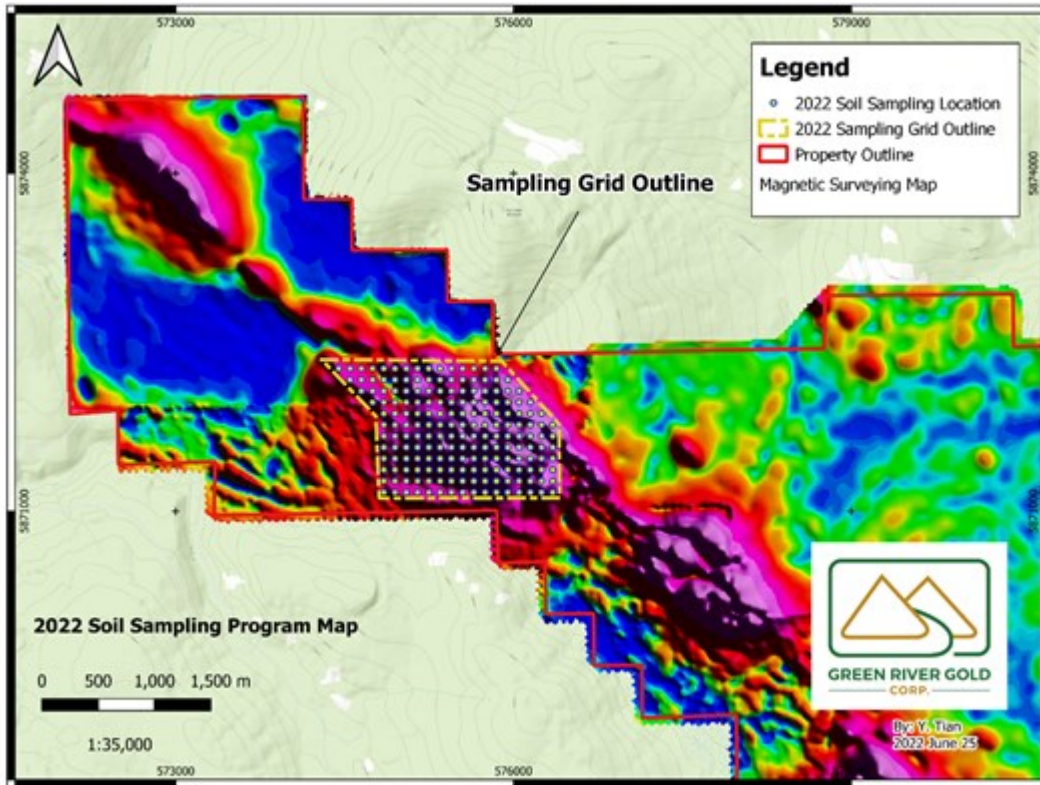 573000
576000
579000
Legend
2022 Soil Sampling Location
2022 Sampling Grid Outline
Property Outline
Magnetic Surveying Map
5874000
5874000
Sampling Grid Outline
5871000
5871000
2022 Soil Sampling Program Map
0 500 1,000 1,500 m
1:35,000
GREEN RIVER GOLD
CORP.
By: Y. Tian
2022 June 25
573000
576000